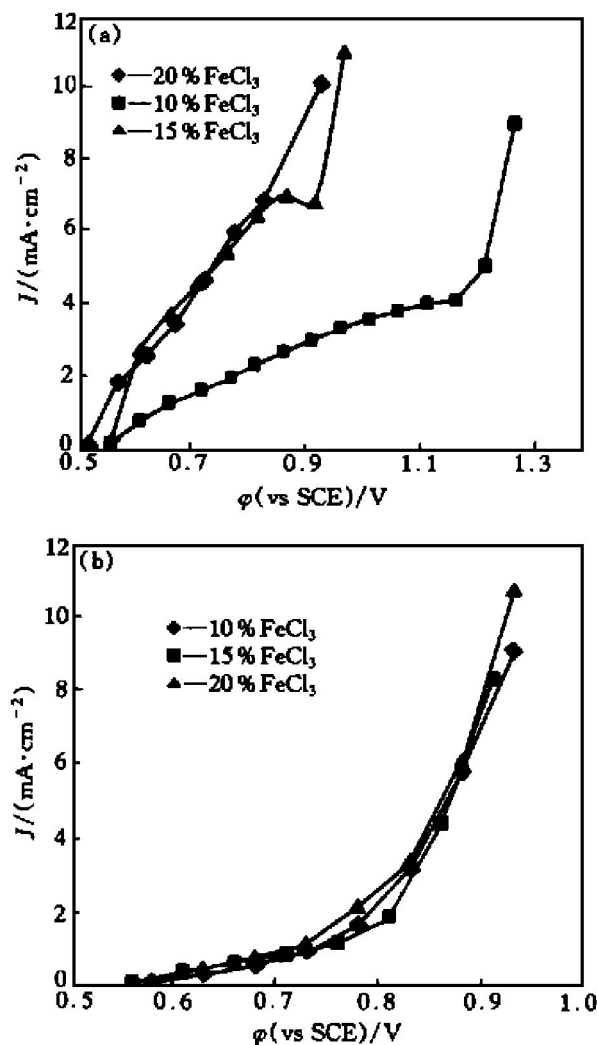 (a)
12
10
8
6
4
2
0
J/(mA·cm⁻²)
20% FeCl₃
10% FeCl₃
15% FeCl₃
0.5 0.7 0.9 1.1 1.3
φ(vs SCE)/V
(b)
12
10
8
6
4
2
0
J/(mA·cm⁻²)
10% FeCl₃
15% FeCl₃
20% FeCl₃
0.5 0.6 0.7 0.8 0.9 1.0
φ(vs SCE)/V